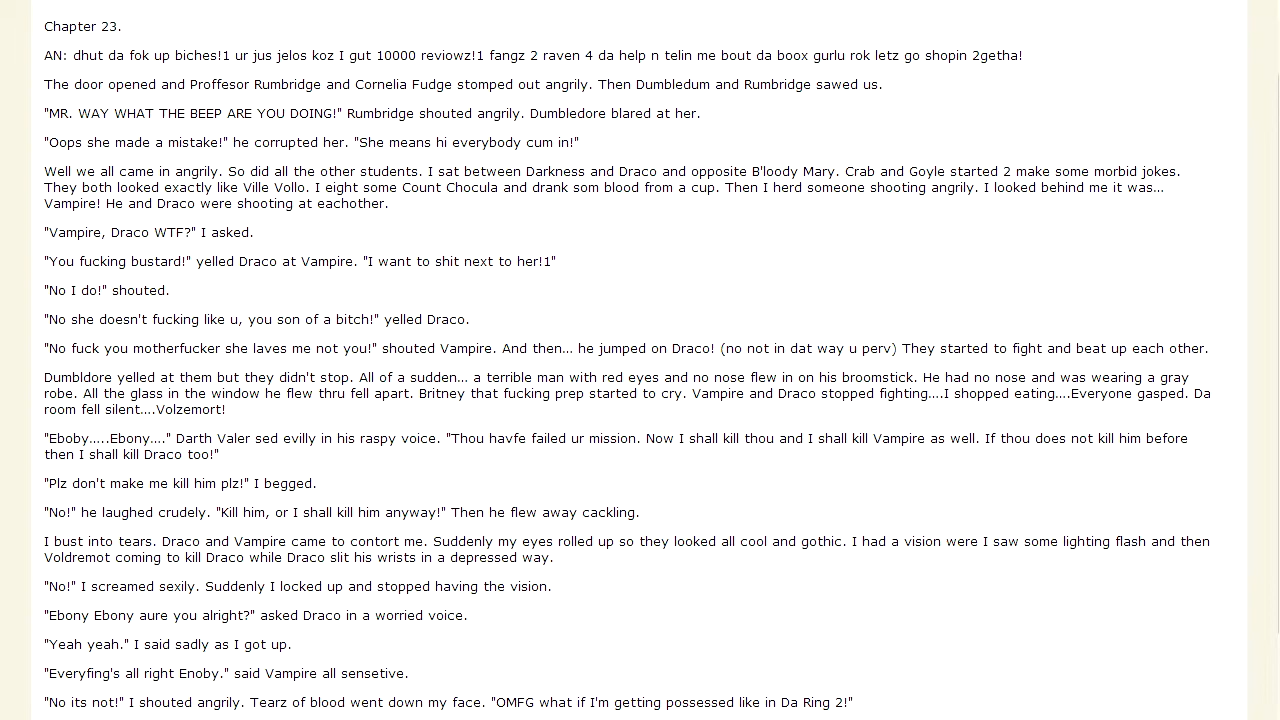 Chapter 23.
AN: dhut da fok up biches!1 ur jus jelos koz I gut 10000 reviowz!1 fangz 2 raven 4 da help n telin me bout da boox gurlu rok letz go shopin 2getha!
The door opened and Proffesor Rumbridge and Cornelia Fudge stomped out angrily. Then Dumbledum and Rumbridge sawed us.
"MR. WAY WHAT THE BEEP ARE YOU DOING!" Rumbridge shouted angrily. Dumbledore blared at her.
"Oops she made a mistake!" he corrupted her. "She means hi everybody cum in!"
Well we all came in angrily. So did all the other students. I sat between Darkness and Draco and opposite B'loody Mary. Crab and Goyle started 2 make some morbid jokes.
They both looked exactly like Ville Vollo. I eight some Count Chocula and drank som blood from a cup. Then I herd someone shooting angrily. I looked behind me it was...
Vampire! He and Draco were shooting at eachother.
"Vampire, Draco WTF?" I asked.
"You fucking bustard!" yelled Draco at Vampire. "I want to shit next to her!1"
"No I do!" shouted.
"No she doesn't fucking like u, you son of a bitch!" yelled Draco.
"No fuck you motherfucker she laves me not you!" shouted Vampire. And then... he jumped on Draco! (no not in dat way u perv) They started to fight and beat up each other.
Dumbldore yelled at them but they didn't stop. All of a sudden... a terrible man with red eyes and no nose flew in on his broomstick. He had no nose and was wearing a gray
robe. All the glass in the window he flew thru fell apart. Britney that fucking prep started to cry. Vampire and Draco stopped fighting....I shopped eating....Everyone gasped. Da
room fell silent....Volzemort!
"Eboby.....Ebony...." Darth Valer sed evilly in his raspy voice. "Thou havfe failed ur mission. Now I shall kill thou and I shall kill Vampire as well. If thou does not kill him before
then I shall kill Draco too!"
"Plz don't make me kill him plz!" I begged.
"No!" he laughed crudely. "Kill him, or I shall kill him anyway!" Then he flew away cackling.
I bust into tears. Draco and Vampire came to contort me. Suddenly my eyes rolled up so they looked all cool and gothic. I had a vision were I saw some lighting flash and then
Voldremot coming to kill Draco while Draco slit his wrists in a depressed way.
"No!" I screamed sexily. Suddenly I locked up and stopped having the vision.
"Ebony Ebony aure you alright?" asked Draco in a worried voice.
"Yeah yeah." I said sadly as I got up.
"Everyfing's all right Enoby." said Vampire all sensetive.
"No its not!" I shouted angrily. Tearz of blood went down my face. "OMFG what if I'm getting possessed like in Da Ring 2!"